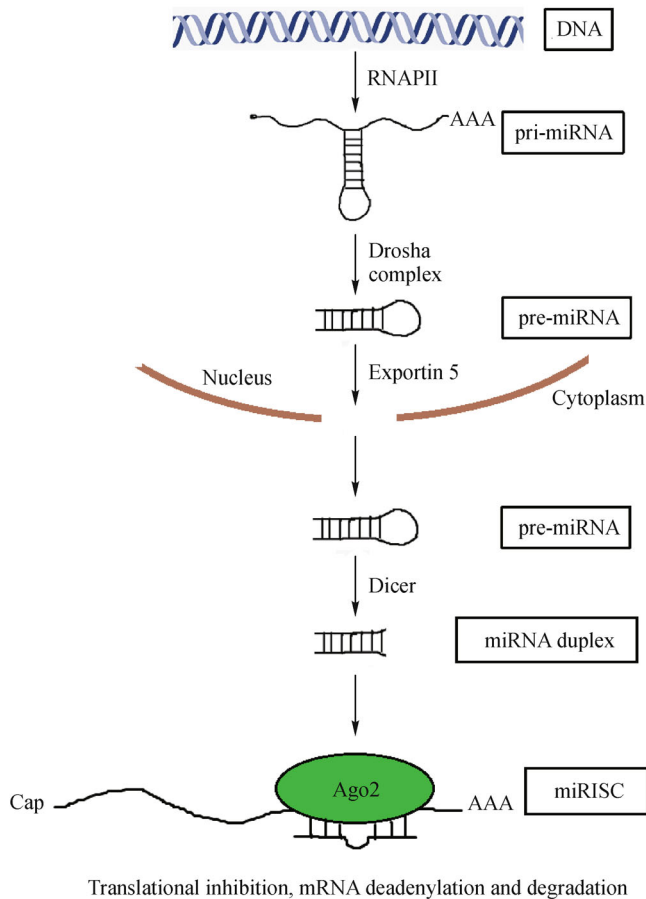 DNA
RNAPII
AAA
pri-miRNA
Drosha
complex
pre-miRNA
Nucleus
Exportin 5
Cytoplasm
pre-miRNA
Dicer
miRNA duplex
Cap
Ago2
AAA
miRISC
Translational inhibition, mRNA deadenylation and degradation